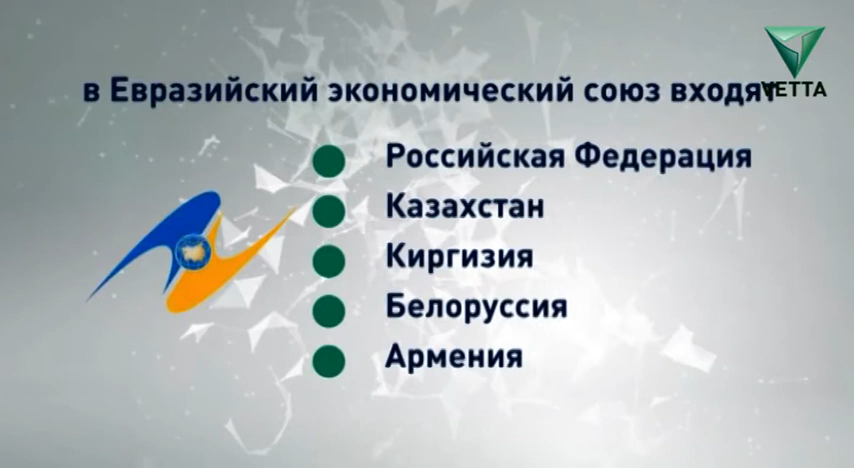 VETTA
в Евразийский экономический союз входят
Российская Федерация
Казахстан
Киргизия
Белоруссия
Армения